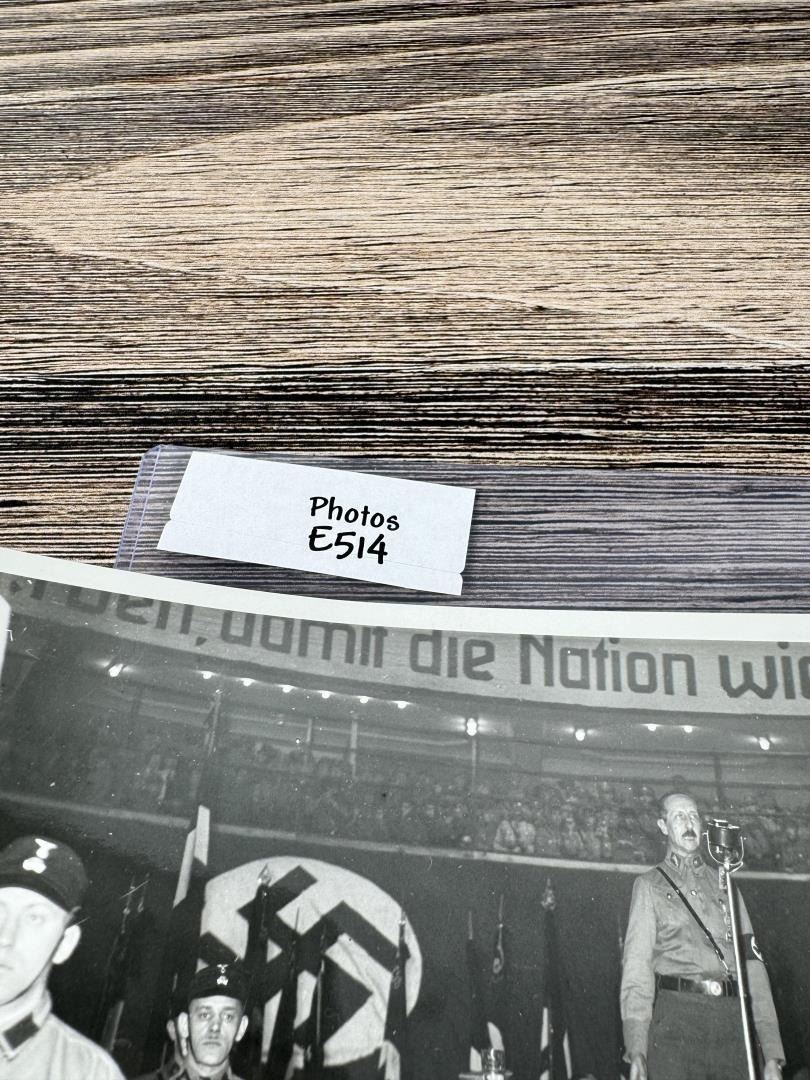 Photos
E514
damit die Nation